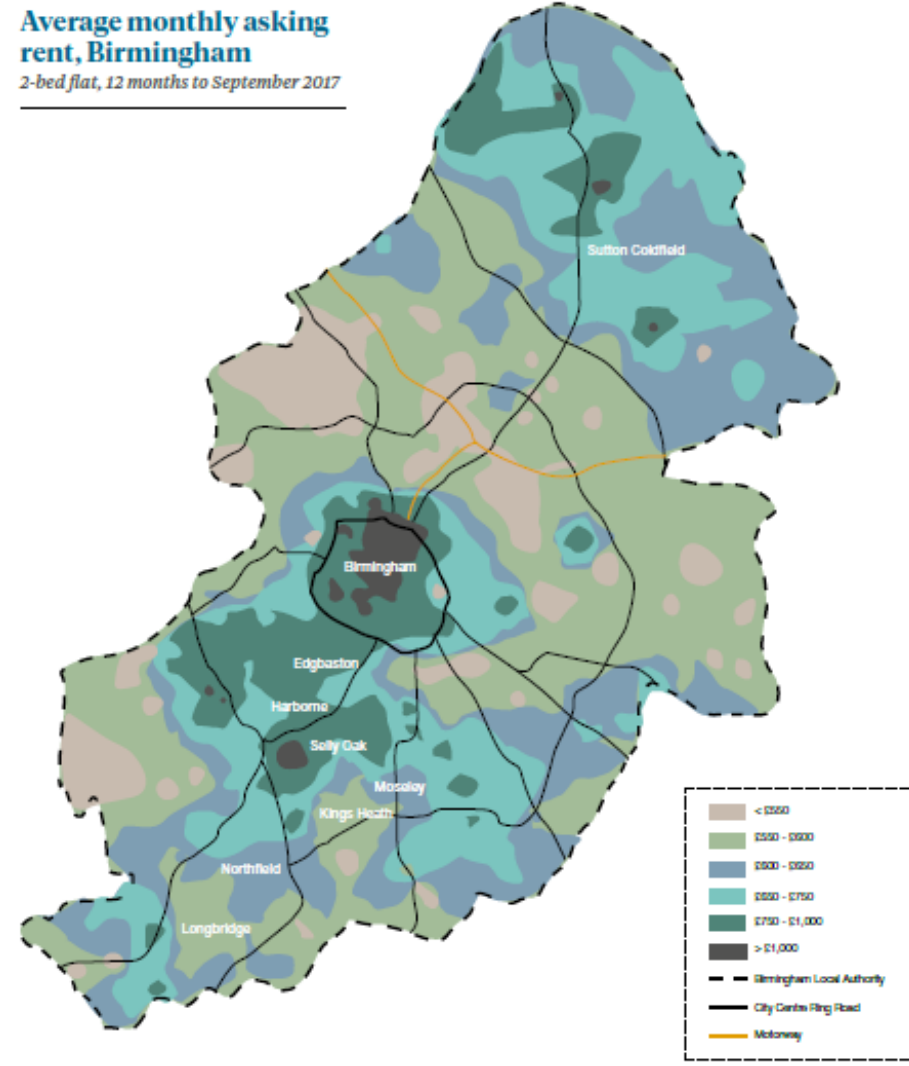 Average monthly asking
rent, Birmingham
2-bed flat, 12 months to September 2017
Sutton Coldfield
Birmingham
Edgbaston
Harborne
Selly Oak
Moseley
Kings Heath
Northfield
Longbridge
< £550
£550 - £600
£600 - £650
£650 - £750
£750 - £1,000
> £1,000
Birmingham Local Authority
City Centre Ring Road
Motorway